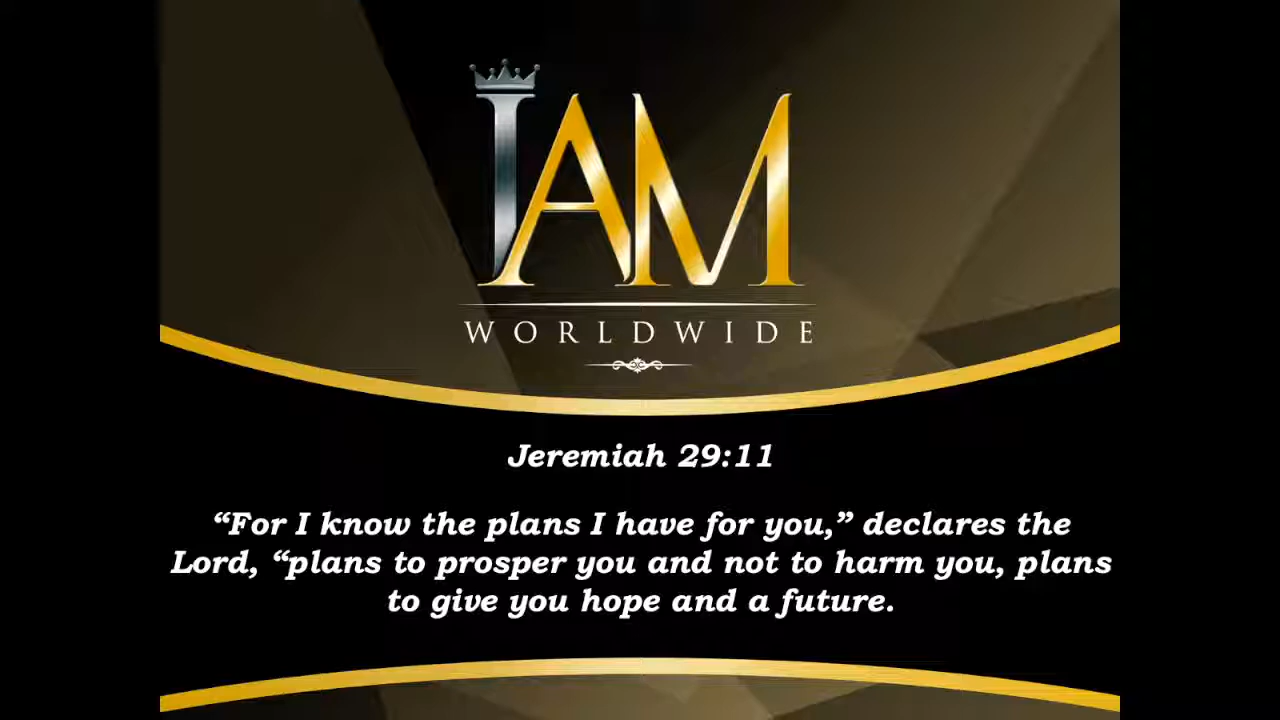 IAM
WORLDWIDE
Jeremiah 29:11
“For I know the plans I have for you,” declares the
Lord, “plans to prosper you and not to harm you, plans
to give you hope and a future.